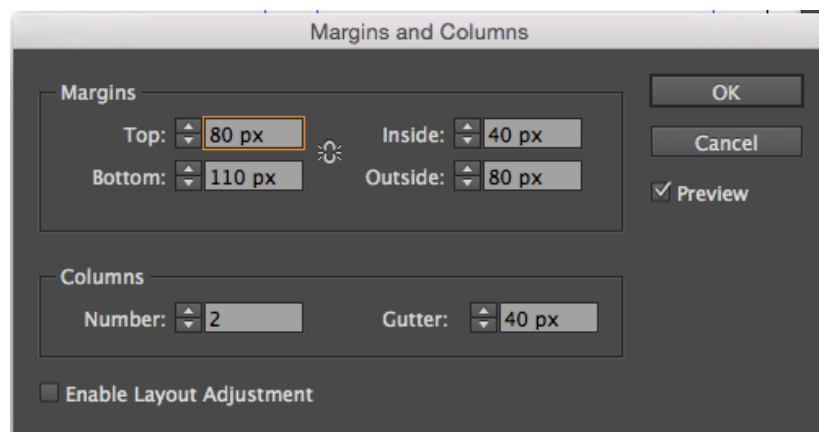 Margins and Columns
Margins
Top: 80 px Inside: 40 px
Bottom: 110 px Outside: 80 px
OK
Cancel
Preview
Columns
Number: 2 Gutter: 40 px
Enable Layout Adjustment